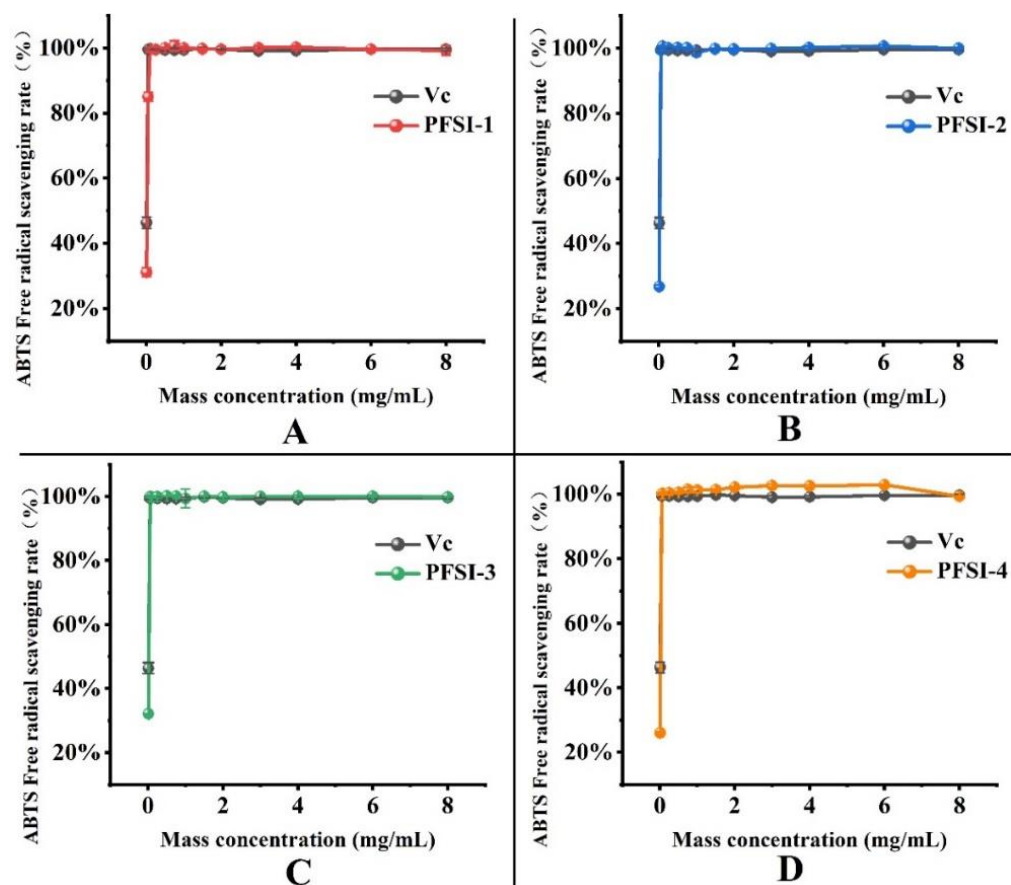 ABTS Free radical scavenging rate（%）
100%
80%
60%
40%
20%
Vc
PFSI-1
0 2 4 6 8
Mass concentration (mg/mL)
A
ABTS Free radical scavenging rate（%）
100%
80%
60%
40%
20%
Vc
PFSI-2
0 2 4 6 8
Mass concentration (mg/mL)
B
ABTS Free radical scavenging rate（%）
100%
80%
60%
40%
20%
Vc
PFSI-3
0 2 4 6 8
Mass concentration (mg/mL)
C
ABTS Free radical scavenging rate（%）
100%
80%
60%
40%
20%
Vc
PFSI-4
0 2 4 6 8
Mass concentration (mg/mL)
D